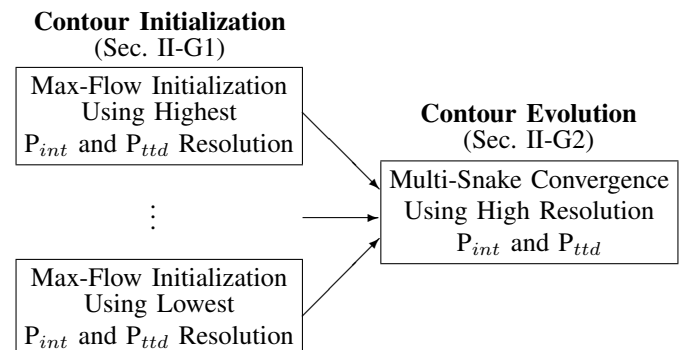 Contour Initialization
(Sec. II-G1)
Max-Flow Initialization
Using Highest
P_int and P_ttd Resolution
⋮
Max-Flow Initialization
Using Lowest
P_int and P_ttd Resolution
Contour Evolution
(Sec. II-G2)
Multi-Snake Convergence
Using High Resolution
P_int and P_ttd